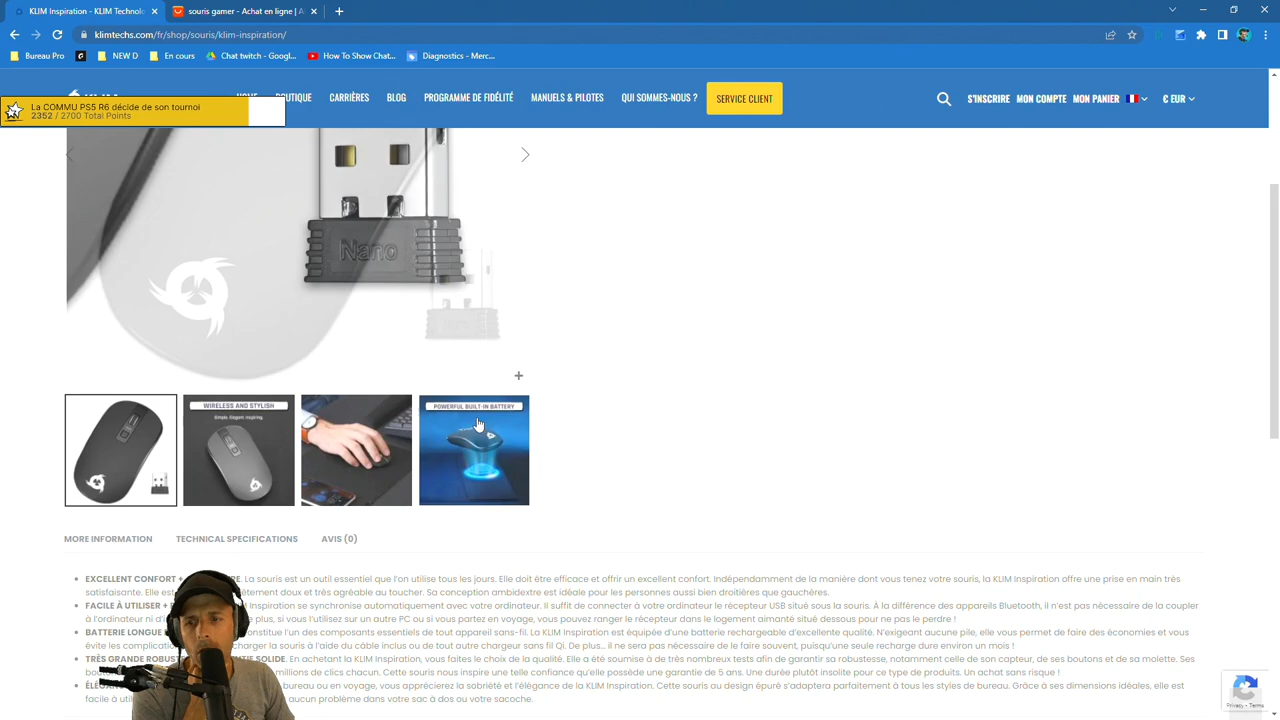 KLIM Inspiration - KLIM Technolo
souris gamer - Achat en ligne | A
klimtechs.com/fr/shop/souris/klim-inspiration/
Bureau Pro
NEW D
En cours
Chat twitch - Googl...
How To Show Chat...
Diagnostics - Merc...
La COMMU PS5 R6 décide de son tournoi
2352 / 2700 Total Points
CARRIÈRES
BLOG
PROGRAMME DE FIDÉLITÉ
MANUELS & PILOTES
QUI SOMMES-NOUS ?
SERVICE CLIENT
S'INSCRIRE
MON COMPTE
MON PANIER
€ EUR
Nano
WIRELESS AND STYLISH
Simple. Elegant. Inspiring.
POWERFUL BUILT-IN BATTERY
MORE INFORMATION
TECHNICAL SPECIFICATIONS
AVIS (0)
EXCELLENT CONFORT + . La souris est un outil essentiel que l'on utilise tous les jours. Elle doit être efficace et offrir un excellent confort. Indépendamment de la manière dont vous tenez votre souris, la KLIM Inspiration offre une prise en main très
satisfaisante. Elle est doux et très agréable au toucher. Sa conception ambidextre est idéale pour les personnes aussi bien droitières que gauchères.
FACILE À UTILISER + Inspiration se synchronise automatiquement avec votre ordinateur. Il suffit de connecter à votre ordinateur le récepteur USB situé sous la souris. À la différence des appareils Bluetooth, il n'est pas nécessaire de la coupler
à l'ordinateur ni d' plus, si vous l'utilisez sur un autre PC ou si vous partez en voyage, vous pouvez ranger le récepteur dans le logement aimanté situé dessous pour ne pas le perdre !
BATTERIE LONGUE constitue l'un des composants essentiels de tout appareil sans-fil. La KLIM Inspiration est équipée d'une batterie rechargeable d'excellente qualité. N'exigeant aucune pile, elle vous permet de faire des économies et vous
évite les complications charger la souris à l'aide du câble inclus ou de tout autre chargeur sans fil Qi. De plus... il ne sera pas nécessaire de le faire souvent, puisqu'une seule recharge dure environ un mois !
TRÈS GRANDE ROBUST SOLIDE. En achetant la KLIM Inspiration, vous faites le choix de la qualité. Elle a été soumise à de très nombreux tests afin de garantir sa robustesse, notamment celle de son capteur, de ses boutons et de sa molette. Ses
millions de clics chacun. Cette souris nous inspire une telle confiance qu'elle possède une garantie de 5 ans. Une durée plutôt insolite pour ce type de produits. Un achat sans risque !
bureau ou en voyage, vous apprécierez la sobriété et l'élégance de la KLIM Inspiration. Cette souris au design épuré s'adaptera parfaitement à tous les styles de bureau. Grâce à ses dimensions idéales, elle est
facile à aucun problème dans votre sac à dos ou votre sacoche.
Privacy - Terms